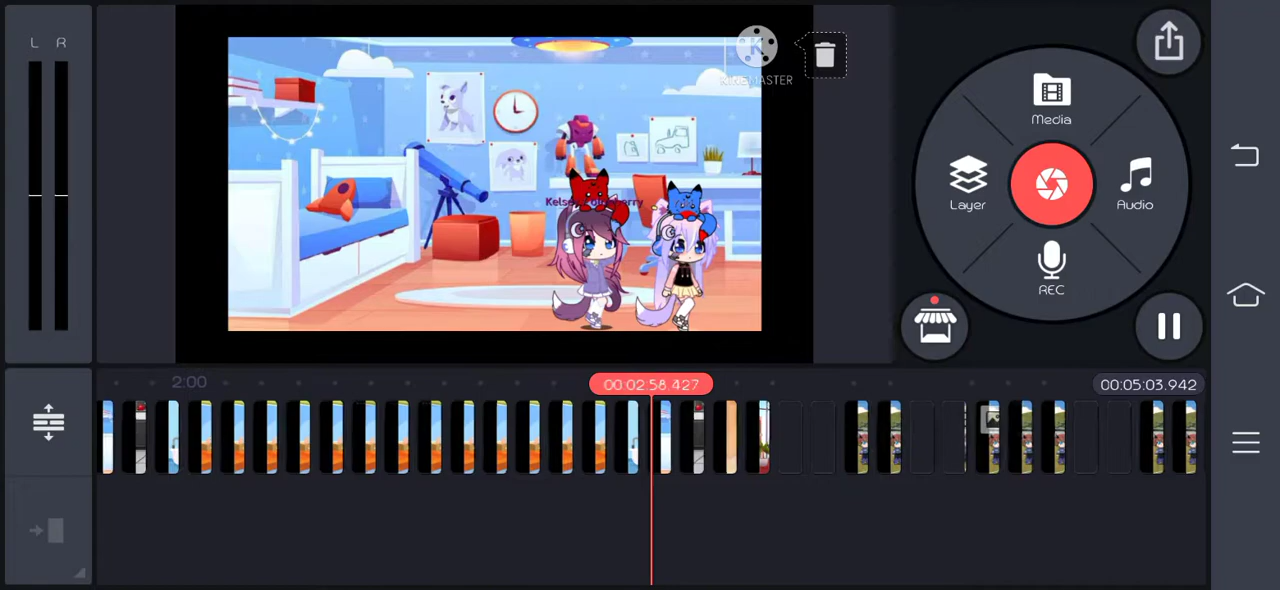 L R
KINEMASTER
Media
Layer
Audio
REC
2:00
00:02:58.427
00:05:03.942